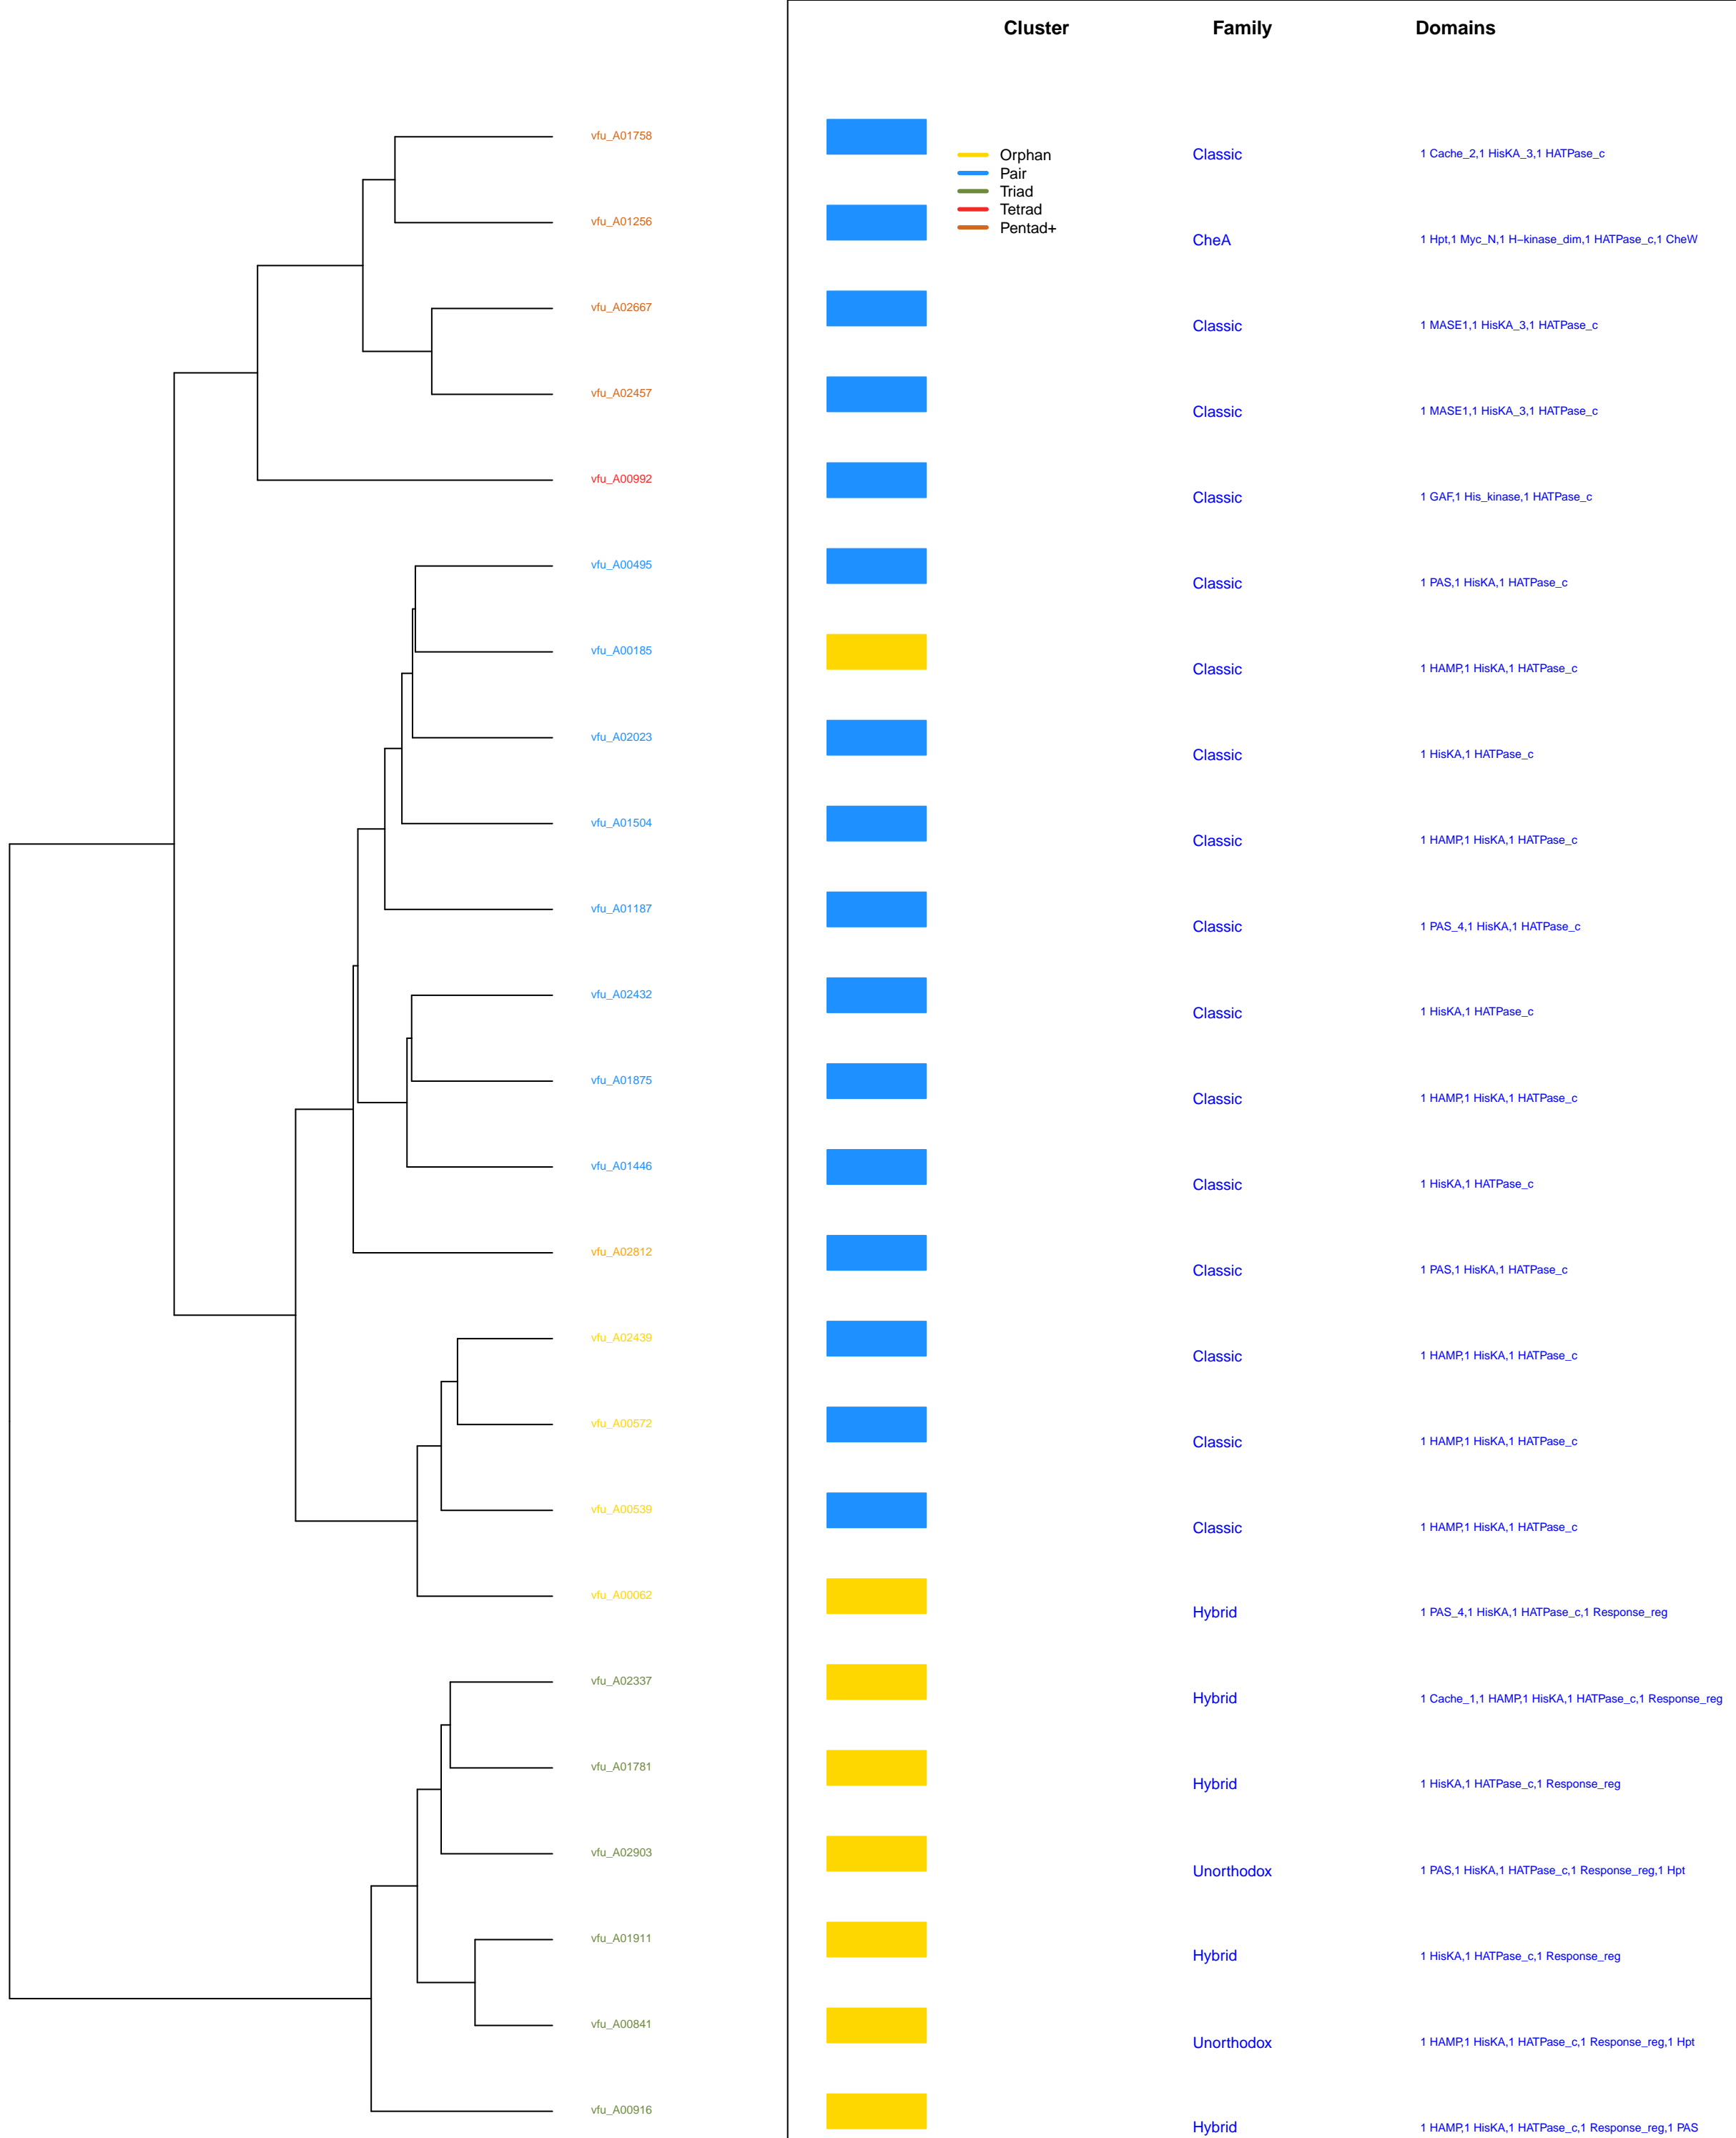 Cluster Family Domains
vfu_A01758 Classic 1 Cache_2,1 HisKA_3,1 HATPase_c
Orphan
Pair
Triad
Tetrad
Pentad+
vfu_A01256 CheA 1 Hpt,1 Myc_N,1 H−kinase_dim,1 HATPase_c,1 CheW
vfu_A02667 Classic 1 MASE1,1 HisKA_3,1 HATPase_c
vfu_A02457 Classic 1 MASE1,1 HisKA_3,1 HATPase_c
vfu_A00992 Classic 1 GAF,1 His_kinase,1 HATPase_c
vfu_A00495 Classic 1 PAS,1 HisKA,1 HATPase_c
vfu_A00185 Classic 1 HAMP,1 HisKA,1 HATPase_c
vfu_A02023 Classic 1 HisKA,1 HATPase_c
vfu_A01504 Classic 1 HAMP,1 HisKA,1 HATPase_c
vfu_A01187 Classic 1 PAS_4,1 HisKA,1 HATPase_c
vfu_A02432 Classic 1 HisKA,1 HATPase_c
vfu_A01875 Classic 1 HAMP,1 HisKA,1 HATPase_c
vfu_A01446 Classic 1 HisKA,1 HATPase_c
vfu_A02812 Classic 1 PAS,1 HisKA,1 HATPase_c
vfu_A02439 Classic 1 HAMP,1 HisKA,1 HATPase_c
vfu_A00572 Classic 1 HAMP,1 HisKA,1 HATPase_c
vfu_A00539 Classic 1 HAMP,1 HisKA,1 HATPase_c
vfu_A00062 Hybrid 1 PAS_4,1 HisKA,1 HATPase_c,1 Response_reg
vfu_A02337 Hybrid 1 Cache_1,1 HAMP,1 HisKA,1 HATPase_c,1 Response_reg
vfu_A01781 Hybrid 1 HisKA,1 HATPase_c,1 Response_reg
vfu_A02903 Unorthodox 1 PAS,1 HisKA,1 HATPase_c,1 Response_reg,1 Hpt
vfu_A01911 Hybrid 1 HisKA,1 HATPase_c,1 Response_reg
vfu_A00841 Unorthodox 1 HAMP,1 HisKA,1 HATPase_c,1 Response_reg,1 Hpt
vfu_A00916 Hybrid 1 HAMP,1 HisKA,1 HATPase_c,1 Response_reg,1 PAS